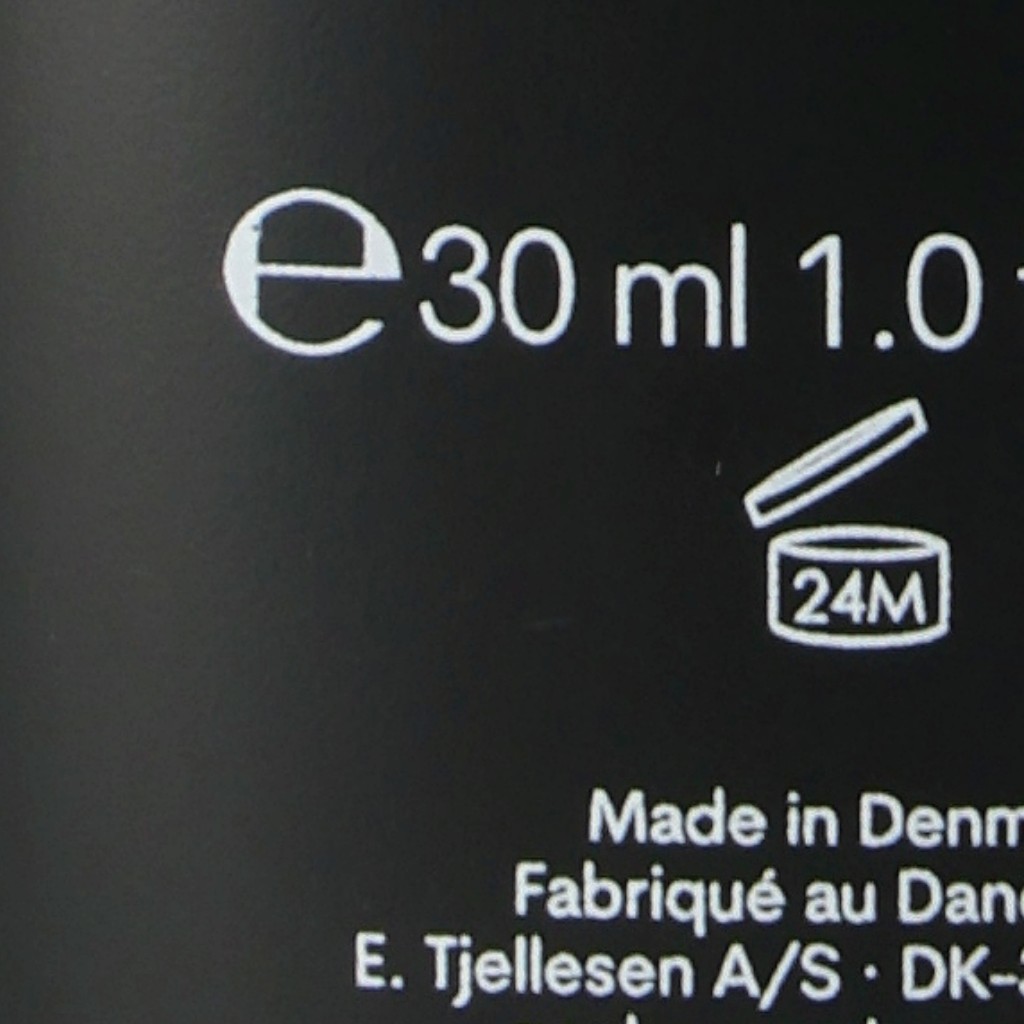 ℮30 ml 1.0
24M
Made in Denm
Fabriqué au Dan
E. Tjellesen A/S · DK-